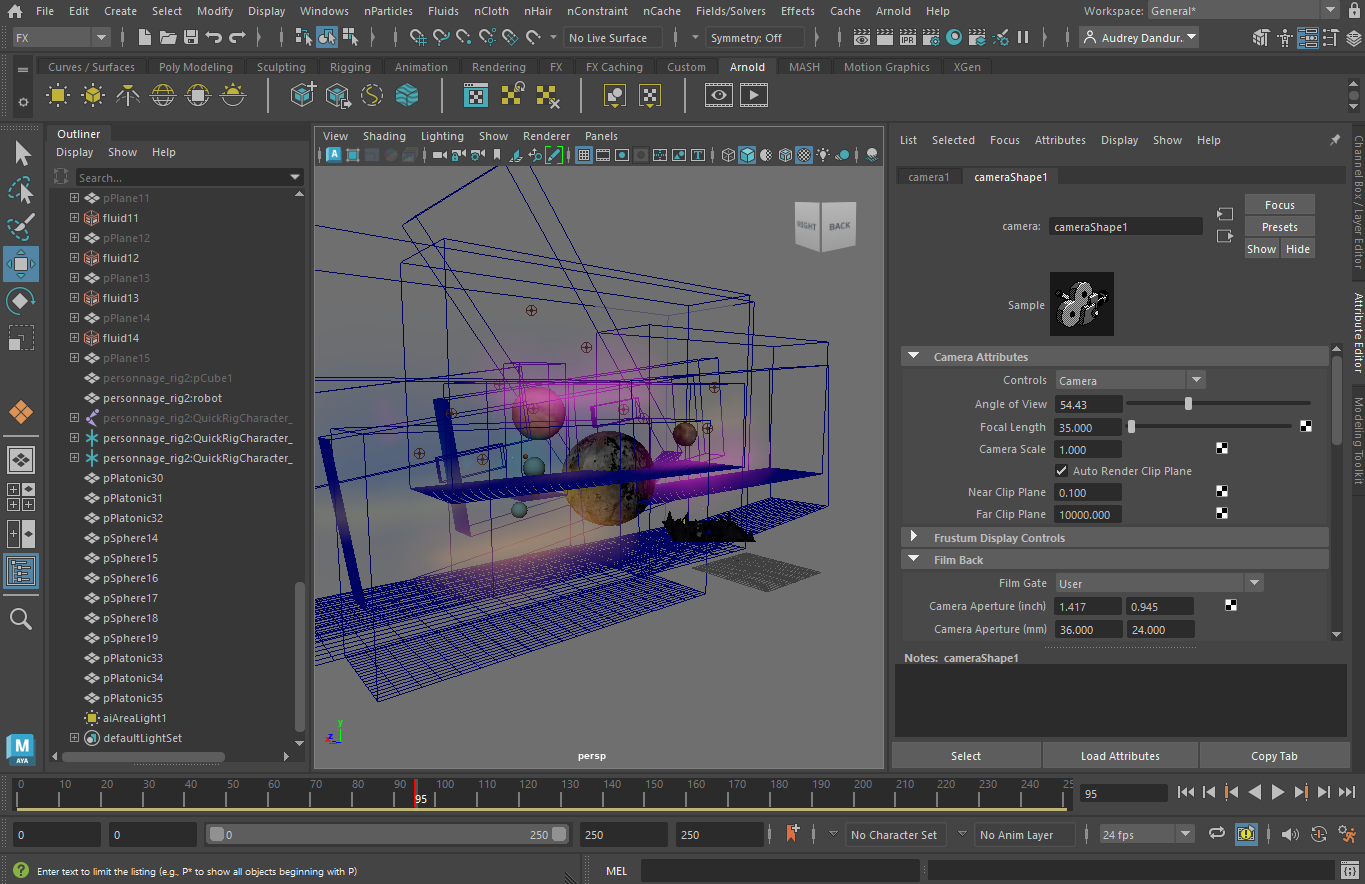 File Edit Create Select Modify Display Windows nParticles Fluids nCloth nHair nConstraint nCache Fields/Solvers Effects Cache Arnold Help Workspace: General*
FX No Live Surface Symmetry: Off IPR Audrey Dandur...
Curves / Surfaces Poly Modeling Sculpting Rigging Animation Rendering FX FX Caching Custom Arnold MASH Motion Graphics XGen
Outliner
Display Show Help
Search...
pPlane11
fluid11
pPlane12
fluid12
pPlane13
fluid13
pPlane14
fluid14
pPlane15
personnage_rig2:pCube1
personnage_rig2:robot
personnage_rig2:QuickRigCharacter_
personnage_rig2:QuickRigCharacter_
personnage_rig2:QuickRigCharacter_
pPlatonic30
pPlatonic31
pPlatonic32
pSphere14
pSphere15
pSphere16
pSphere17
pSphere18
pSphere19
pPlatonic33
pPlatonic34
pPlatonic35
aiAreaLight1
defaultLightSet
M
AYA
View Shading Lighting Show Renderer Panels
RIGHT BACK
y
z
persp
List Selected Focus Attributes Display Show Help
camera1 cameraShape1
camera: cameraShape1
Focus
Presets
Show Hide
Sample
Camera Attributes
Controls Camera
Angle of View 54.43
Focal Length 35.000
Camera Scale 1.000
Auto Render Clip Plane
Near Clip Plane 0.100
Far Clip Plane 10000.000
Frustum Display Controls
Film Back
Film Gate User
Camera Aperture (inch) 1.417 0.945
Camera Aperture (mm) 36.000 24.000
Notes: cameraShape1
Select Load Attributes Copy Tab
Channel Box / Layer Editor
Attribute Editor
Modeling Toolkit
0 10 20 30 40 50 60 70 80 90 100 110 120 130 140 150 160 170 180 190 200 210 220 230 240 25
95
95
0 0 0 250 250 250 No Character Set No Anim Layer 24 fps
Enter text to limit the listing (e.g., P* to show all objects beginning with P) MEL